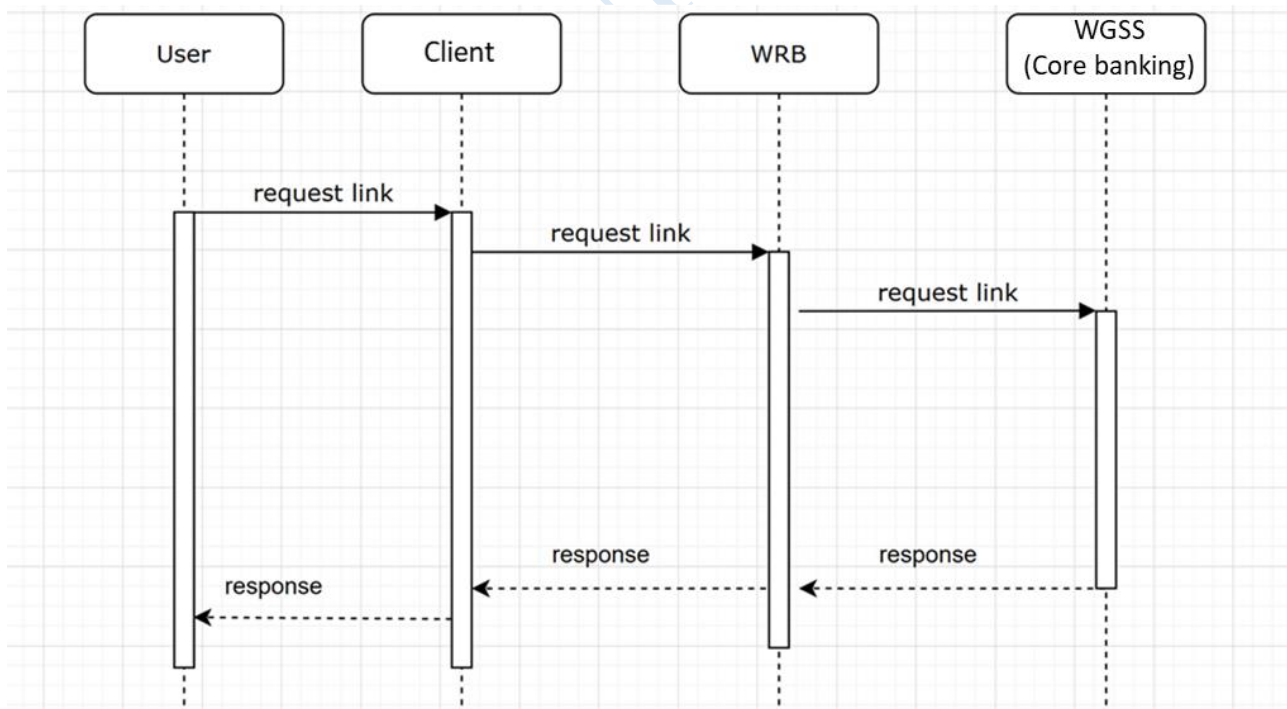 User
Client
WRB
WGSS
(Core banking)
request link
request link
request link
response
response
response